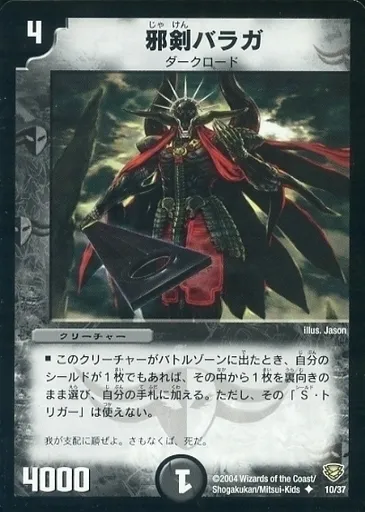 4
邪剣バラガ
じゃ けん
ダークロード
illus. Jason
クリーチャー
■ このクリーチャーがバトルゾーンに出たとき、自分の
シールドが1枚でもあれば、その中から1枚を裏向きの
まま選び、自分の手札に加える。ただし、その「S・ト
リガー」は使えない。
我が支配に頭ぜよ。さもなくば、死だ。
4000
1
©2004 Wizards of the Coast/
Shogakukan/Mitsui-Kids
10/37